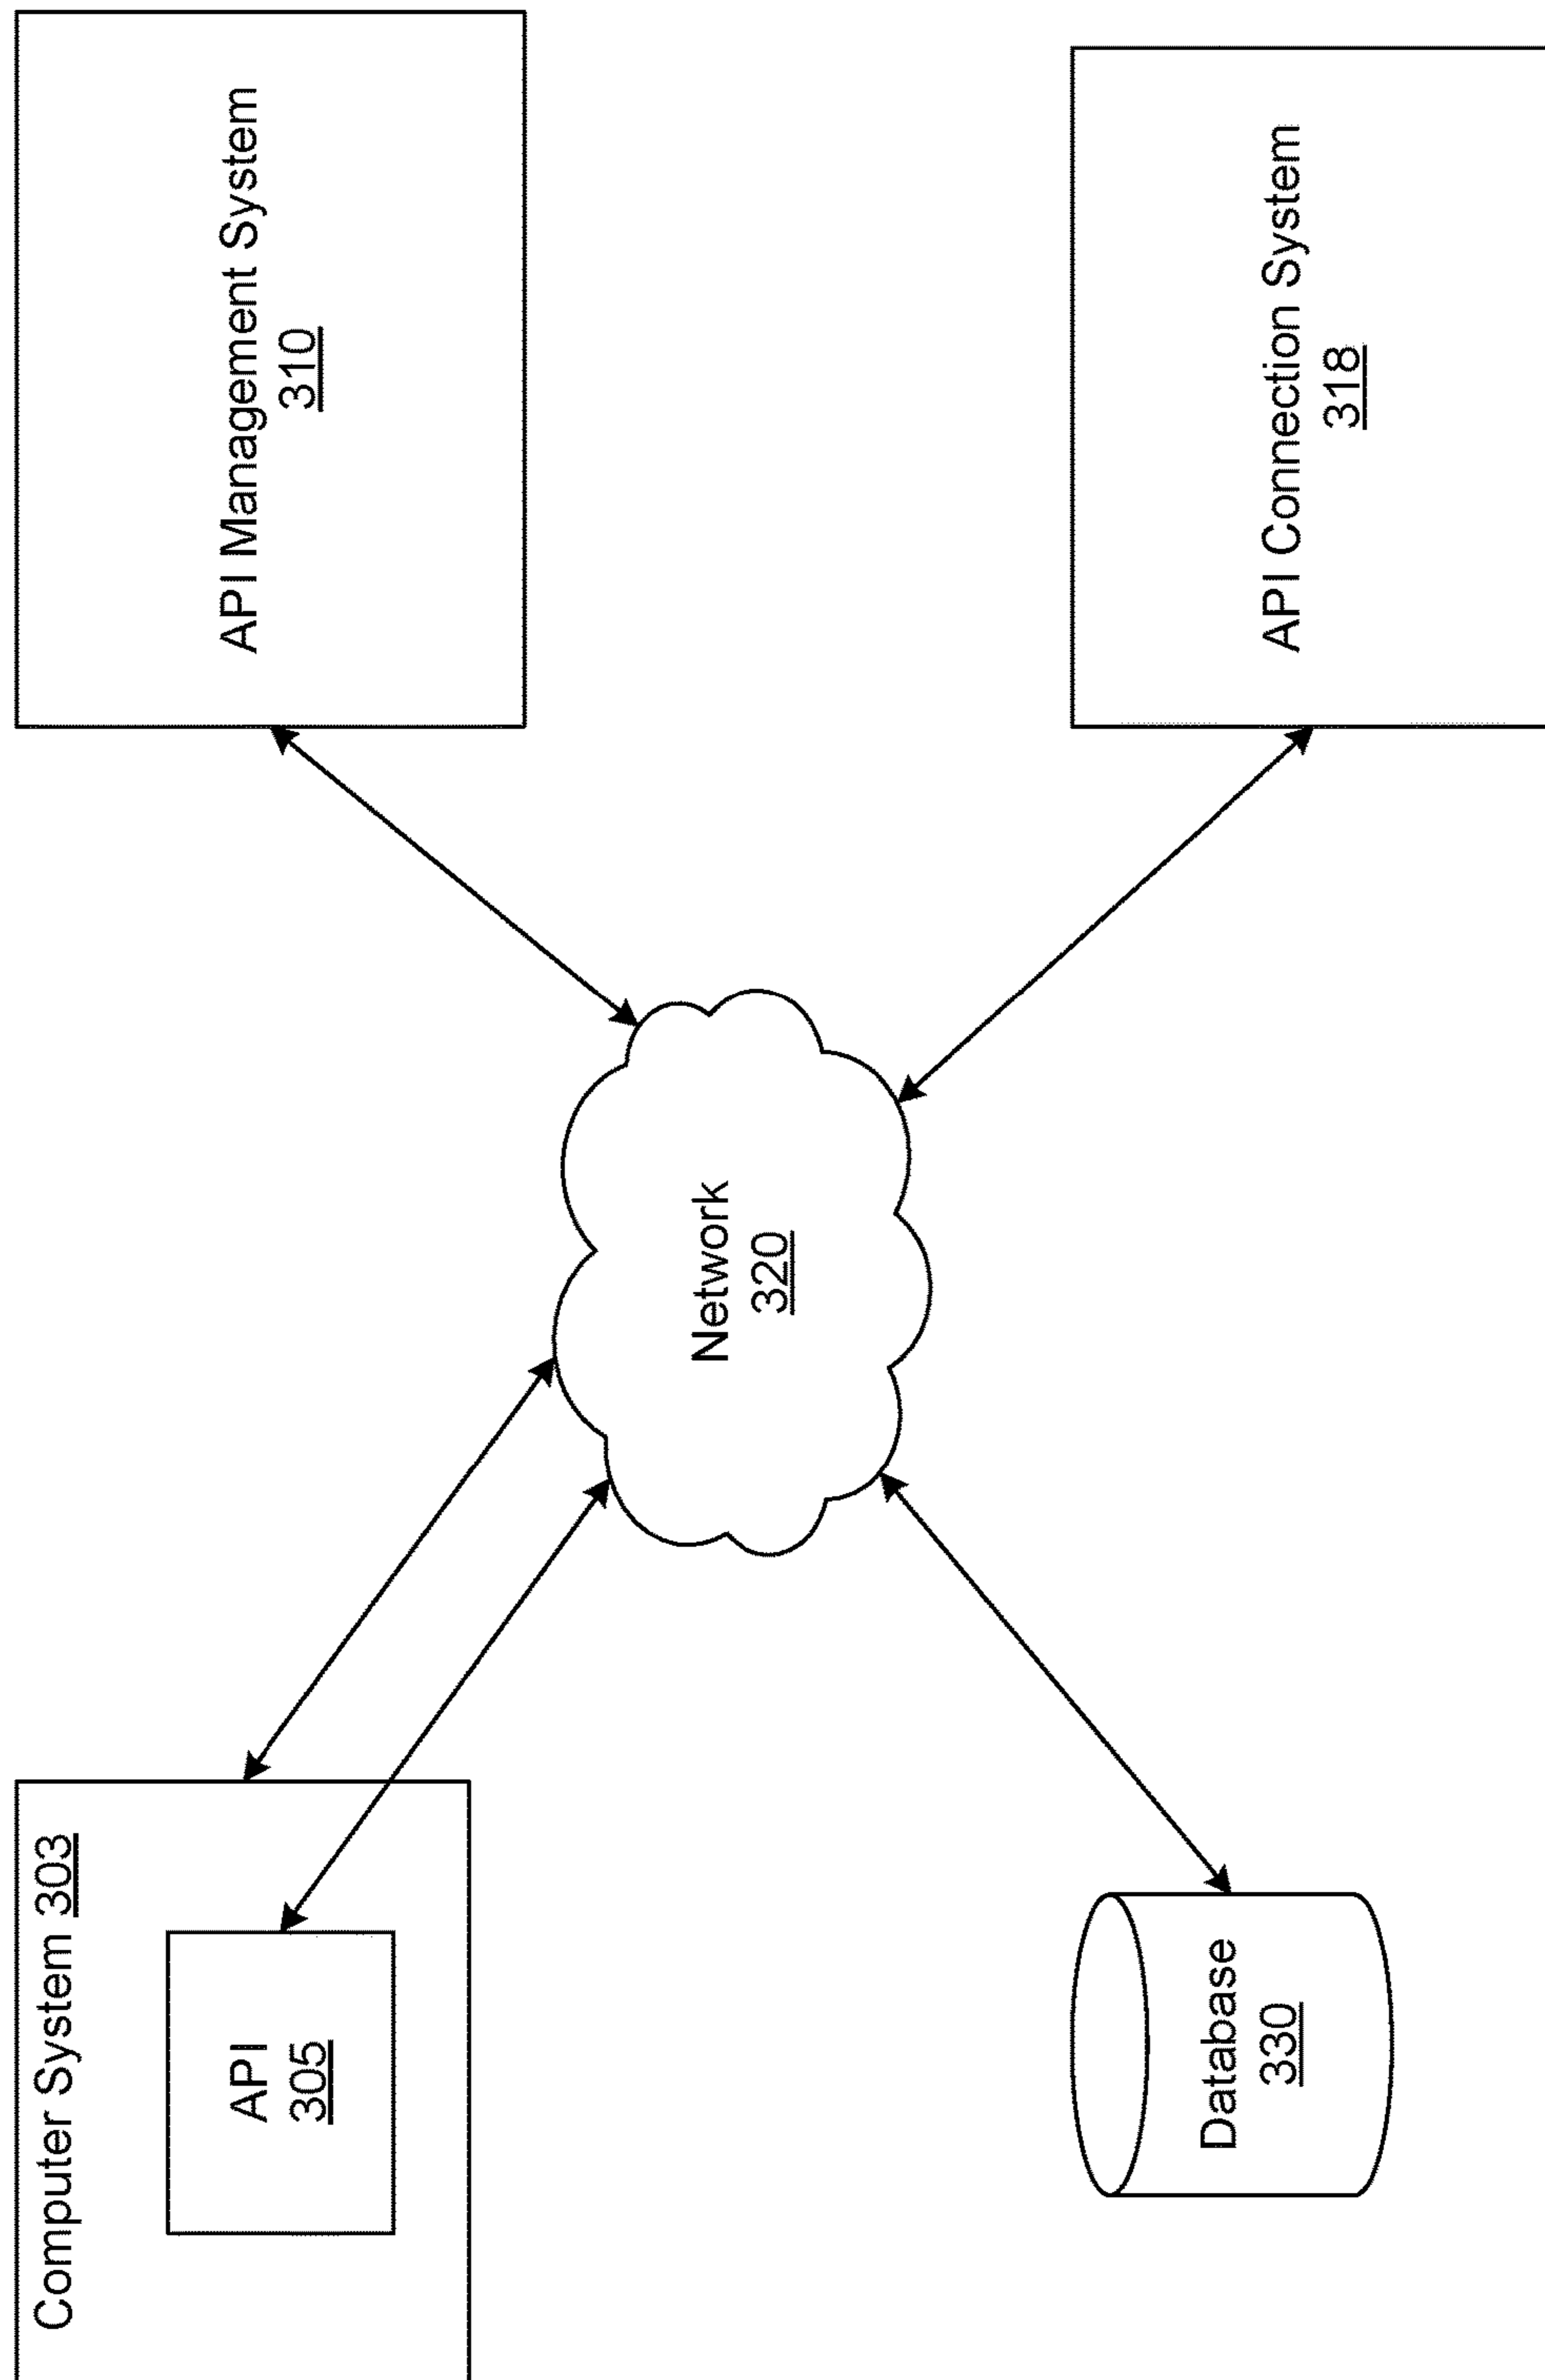 Computer System 303
API
305
API Management System
310
Network
320
Database
330
API Connection System
318